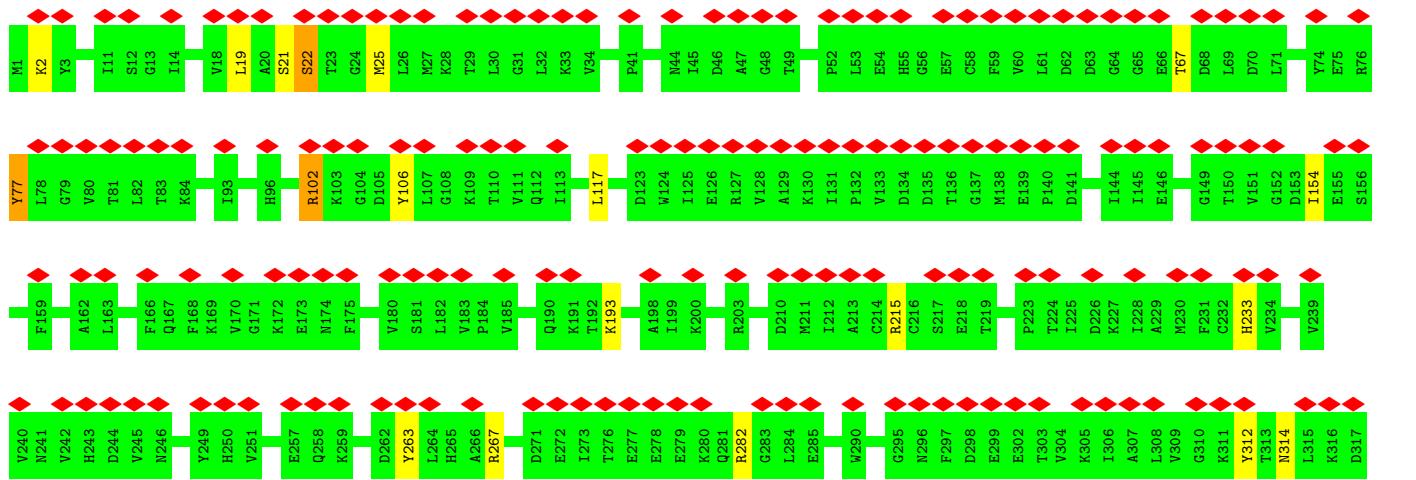 M1 K2 Y3 I11 S12 G13 I14 V18 L19 A20 S21 S22 T23 G24 M25 L26 M27 K28 T29 L30 G31 L32 K33 V34 P41 N44 I45 D46 A47 G48 T49 P52 L53 E54 H55 G56 E57 C58 F59 V60 L61 D62 D63 G64 G65 E66 T67 D68 L69 D70 L71 Y74 E75 R76
Y77 L78 G79 V80 T81 L82 T83 K84 I93 H96 R102 K103 G104 D105 Y106 L107 G108 K109 T110 V111 Q112 I113 L117 D123 W124 I125 E126 R127 V128 A129 K130 I131 P132 V133 D134 D135 T136 G137 M138 E139 P140 D141 I144 I145 E146 G149 T150 V151 G152 D153 I154 E155 S156
F159 A162 L163 F166 Q167 F168 K169 V170 G171 K172 E173 N174 F175 V180 S181 L182 V183 P184 V185 Q190 K191 T192 K193 A198 I199 K200 R203 D210 M211 I212 A213 C214 R215 C216 S217 E218 T219 P223 T224 I225 D226 K227 I228 A229 M230 F231 C232 H233 V234 V239
V240 N241 V242 H243 D244 V245 N246 Y249 H250 V251 E257 Q258 K259 D262 Y263 L264 H265 A266 R267 D271 E272 I273 T276 E277 E278 E279 K280 Q281 R282 G283 L284 E285 W290 G295 N296 F297 D298 E299 E302 T303 V304 K305 I306 A307 L308 V309 G310 K311 Y312 T313 N314 L315 K316 D317